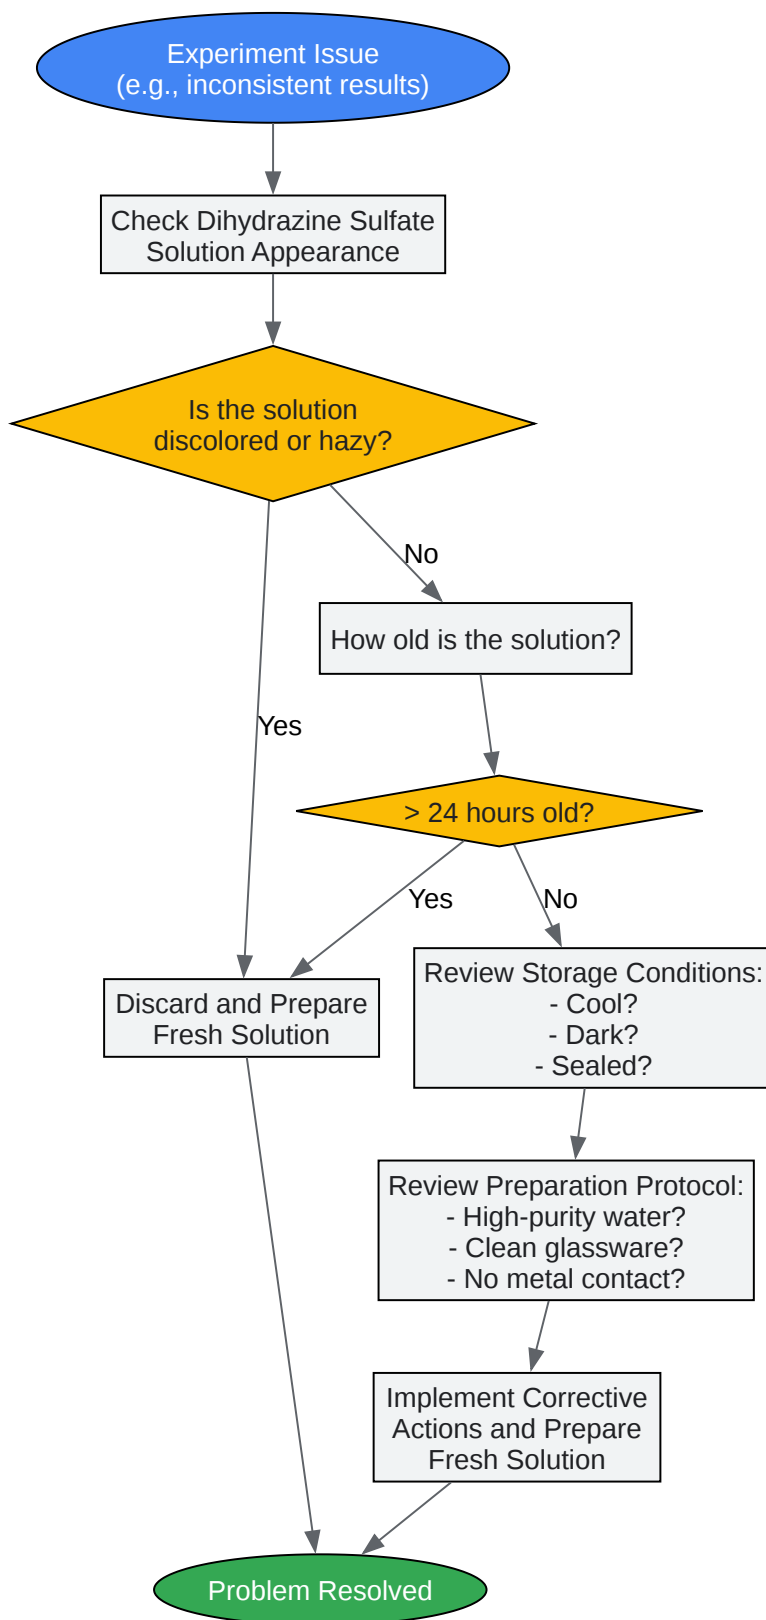 Experiment Issue
(e.g., inconsistent results)
Check Dihydrazine Sulfate
Solution Appearance
Is the solution
discolored or hazy?
No
How old is the solution?
Yes
> 24 hours old?
Yes
No
Review Storage Conditions:
- Cool?
- Dark?
- Sealed?
Discard and Prepare
Fresh Solution
Review Preparation Protocol:
- High-purity water?
- Clean glassware?
- No metal contact?
Implement Corrective
Actions and Prepare
Fresh Solution
Problem Resolved